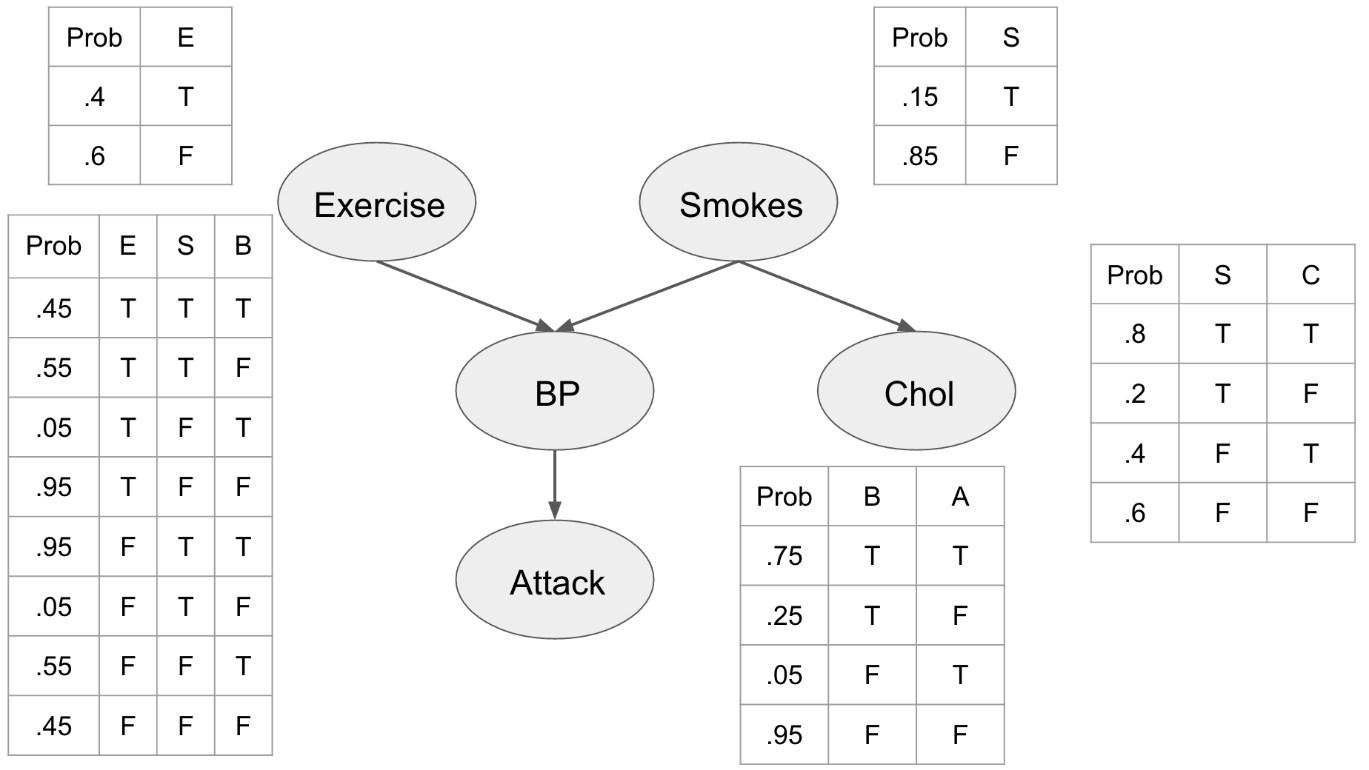 Prob E
.4 T
.6 F
Prob S
.15 T
.85 F
Exercise
Smokes
Prob E S B
.45 T T T
.55 T T F
.05 T F T
.95 T F F
.95 F T T
.05 F T F
.55 F F T
.45 F F F
Prob S C
.8 T T
.2 T F
.4 F T
.6 F F
BP
Chol
Attack
Prob B A
.75 T T
.25 T F
.05 F T
.95 F F